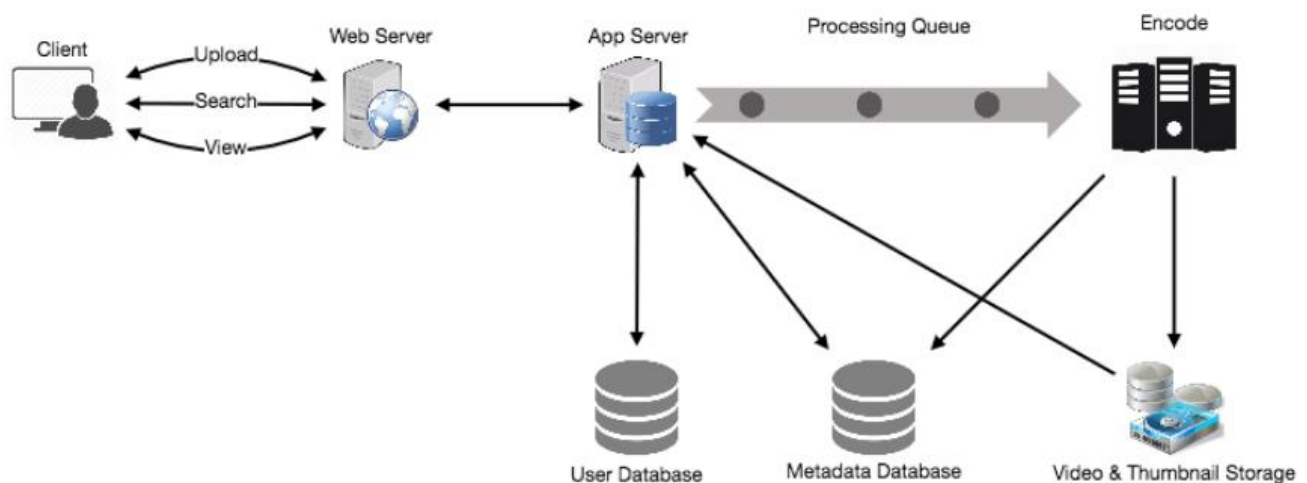 Client
Upload
Search
View
Web Server
App Server
Processing Queue
Encode
User Database
Metadata Database
Video & Thumbnail Storage